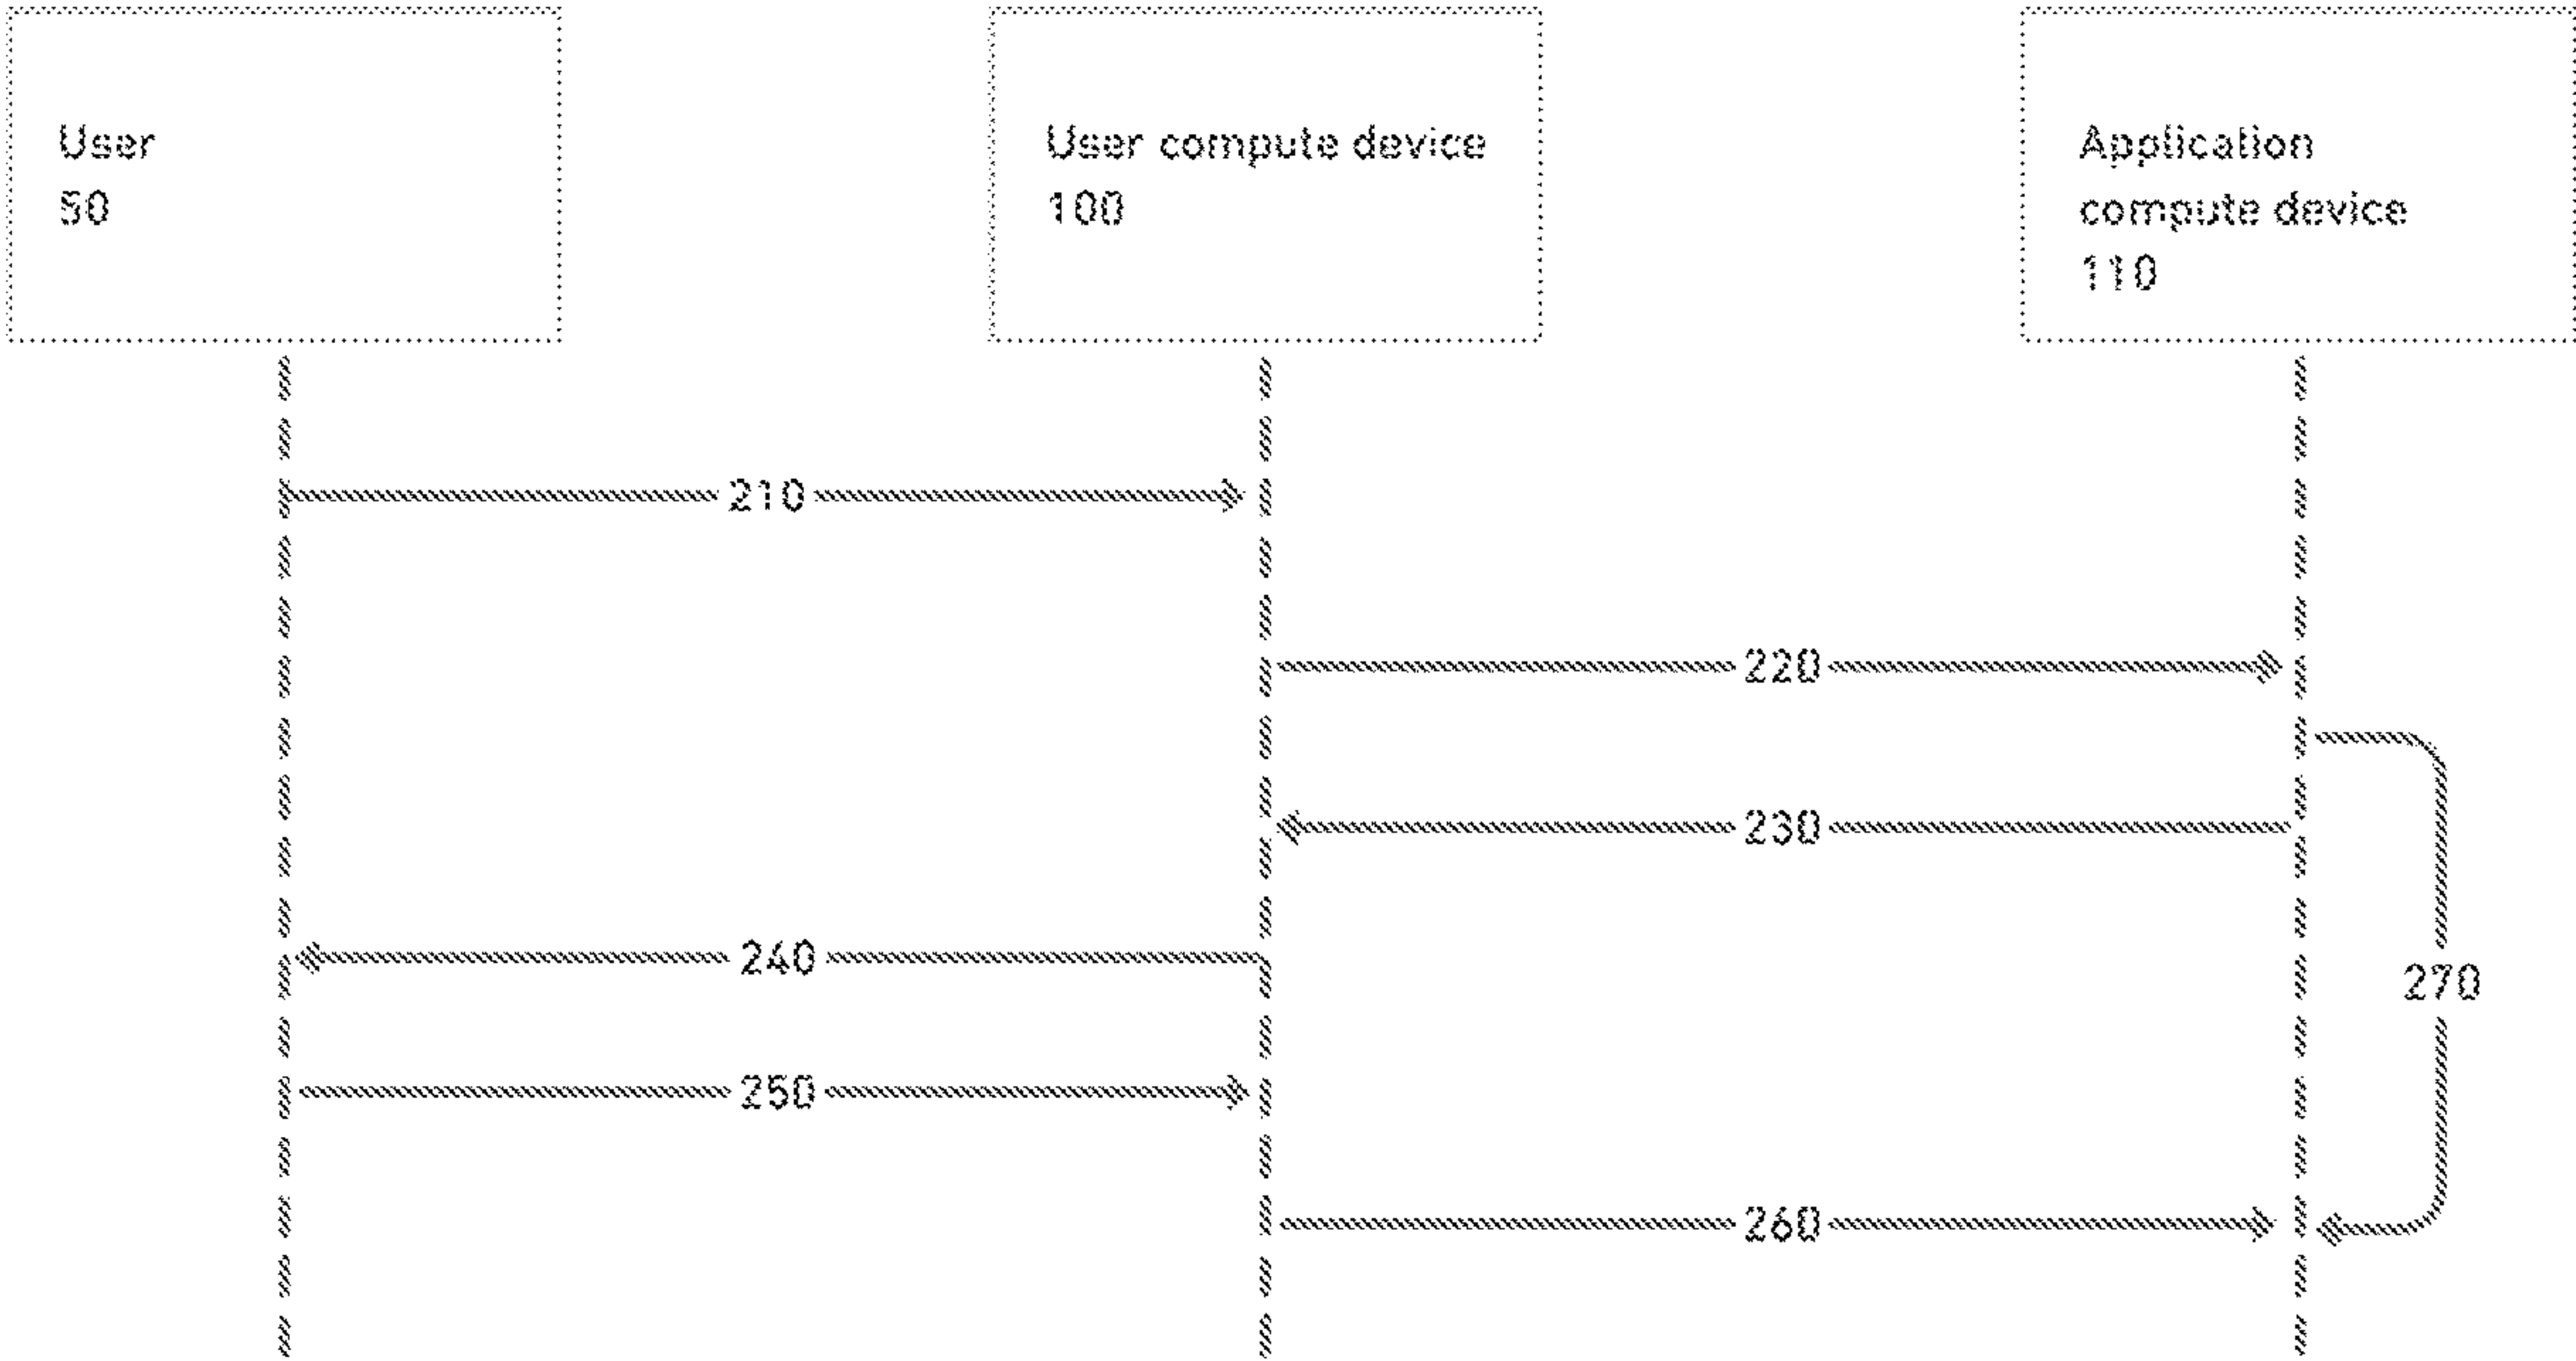 User
50
User compute device
100
Application
compute device
110
210
220
230
240
270
250
260